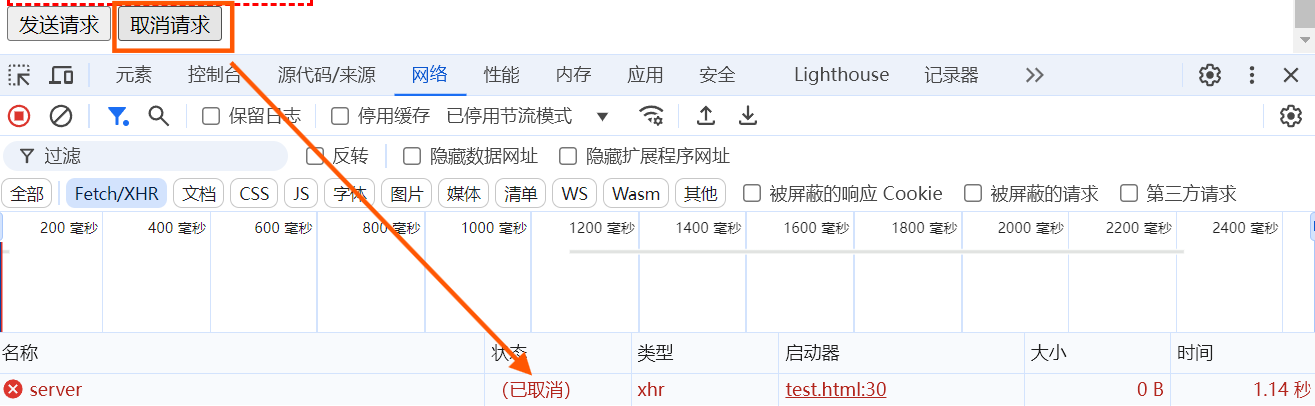 发送请求 取消请求
元素 控制台 源代码/来源 网络 性能 内存 应用 安全 Lighthouse 记录器
保留日志 停用缓存 已停用节流模式
过滤 反转 隐藏数据网址 隐藏扩展程序网址
全部 Fetch/XHR 文档 CSS JS 字体 图片 媒体 清单 WS Wasm 其他 被屏蔽的响应 Cookie 被屏蔽的请求 第三方请求
200 毫秒 400 毫秒 600 毫秒 800 毫秒 1000 毫秒 1200 毫秒 1400 毫秒 1600 毫秒 1800 毫秒 2000 毫秒 2200 毫秒 2400 毫秒
名称 状态 类型 启动器 大小 时间
server （已取消） xhr test.html:30 0 B 1.14 秒